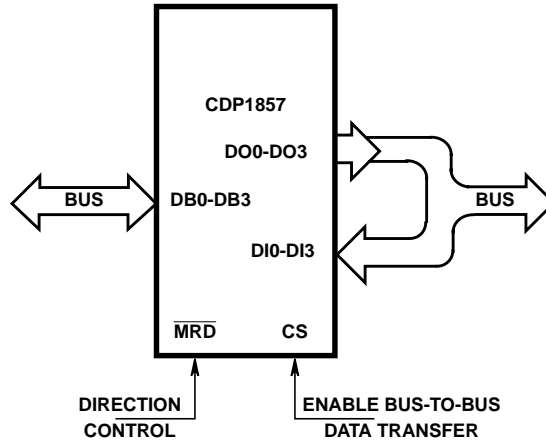 CDP1857
DO0-DO3
BUS
DB0-DB3
BUS
DI0-DI3
MRD
CS
DIRECTION
CONTROL
ENABLE BUS-TO-BUS
DATA TRANSFER